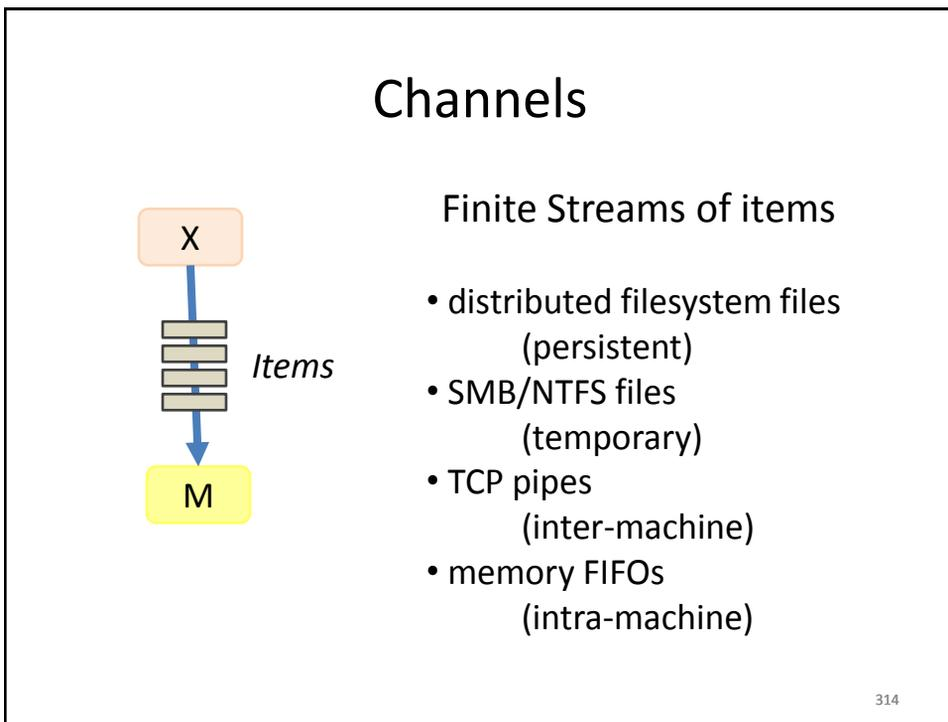 Channels
X
Items
M
Finite Streams of items
• distributed filesystem files
(persistent)
• SMB/NTFS files
(temporary)
• TCP pipes
(inter-machine)
• memory FIFOs
(intra-machine)
314